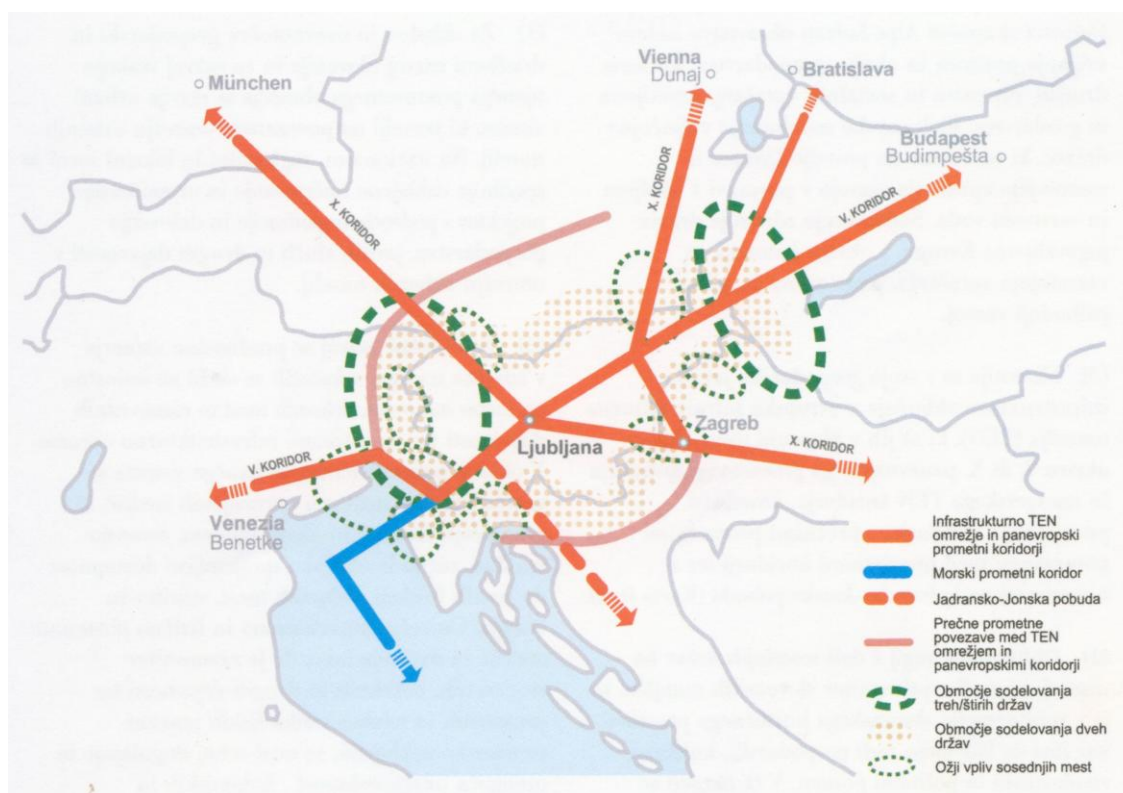 München
Vienna
Dunaj
Bratislava
Budapest
Budimpešta
X. KORIDOR
X. KORIDOR
V. KORIDOR
Zagreb
Ljubljana
X. KORIDOR
V. KORIDOR
Venezia
Benetke
Infrastrukturno TEN
omrežje in panevropski
prometni koridorji
Morski prometni koridor
Jadransko-Jonska pobuda
Prečne prometne
povezave med TEN
omrežjem in
panevropskimi koridorji
Območje sodelovanja
treh/štirih držav
Območje sodelovanja dveh
držav
Ožji vpliv sosednjih mest